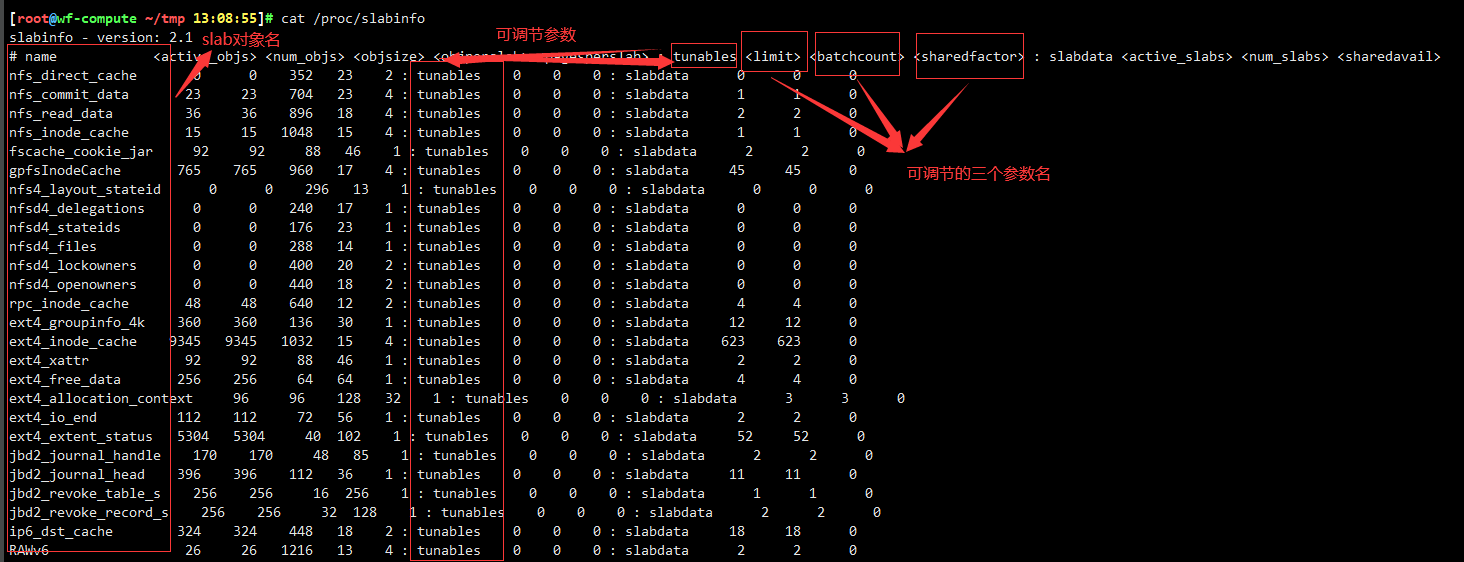 [root@wf-compute ~/tmp 13:08:55]# cat /proc/slabinfo
slabinfo - version: 2.1
slab对象名
可调节参数
# name <active_objs> <num_objs> <objsize> : tunables <limit> <batchcount> <sharedfactor> : slabdata <active_slabs> <num_slabs> <sharedavail>
nfs_direct_cache 0 0 352 23 2 : tunables 0 0 0 : slabdata 0 0 0
nfs_commit_data 23 23 704 23 4 : tunables 0 0 0 : slabdata 1 1 0
nfs_read_data 36 36 896 18 4 : tunables 0 0 0 : slabdata 2 2 0
nfs_inode_cache 15 15 1048 15 4 : tunables 0 0 0 : slabdata 1 1 0
fscache_cookie_jar 92 92 88 46 1 : tunables 0 0 0 : slabdata 2 2 0
gpfsInodeCache 765 765 960 17 4 : tunables 0 0 0 : slabdata 45 45 0
可调节的三个参数名
nfs4_layout_stateid 0 0 296 13 1 : tunables 0 0 0 : slabdata 0 0 0
nfsd4_delegations 0 0 240 17 1 : tunables 0 0 0 : slabdata 0 0 0
nfsd4_stateids 0 0 176 23 1 : tunables 0 0 0 : slabdata 0 0 0
nfsd4_files 0 0 288 14 1 : tunables 0 0 0 : slabdata 0 0 0
nfsd4_lockowners 0 0 400 20 2 : tunables 0 0 0 : slabdata 0 0 0
nfsd4_openowners 0 0 440 18 2 : tunables 0 0 0 : slabdata 0 0 0
rpc_inode_cache 48 48 640 12 2 : tunables 0 0 0 : slabdata 4 4 0
ext4_groupinfo_4k 360 360 136 30 1 : tunables 0 0 0 : slabdata 12 12 0
ext4_inode_cache 9345 9345 1032 15 4 : tunables 0 0 0 : slabdata 623 623 0
ext4_xattr 92 92 88 46 1 : tunables 0 0 0 : slabdata 2 2 0
ext4_free_data 256 256 64 64 1 : tunables 0 0 0 : slabdata 4 4 0
ext4_allocation_context 96 96 128 32 1 : tunables 0 0 0 : slabdata 3 3 0
ext4_io_end 112 112 72 56 1 : tunables 0 0 0 : slabdata 2 2 0
ext4_extent_status 5304 5304 40 102 1 : tunables 0 0 0 : slabdata 52 52 0
jbd2_journal_handle 170 170 48 85 1 : tunables 0 0 0 : slabdata 2 2 0
jbd2_journal_head 396 396 112 36 1 : tunables 0 0 0 : slabdata 11 11 0
jbd2_revoke_table_s 256 256 16 256 1 : tunables 0 0 0 : slabdata 1 1 0
jbd2_revoke_record_s 256 256 32 128 1 : tunables 0 0 0 : slabdata 2 2 0
ip6_dst_cache 324 324 448 18 2 : tunables 0 0 0 : slabdata 18 18 0
RAWv6 26 26 1216 13 4 : tunables 0 0 0 : slabdata 2 2 0